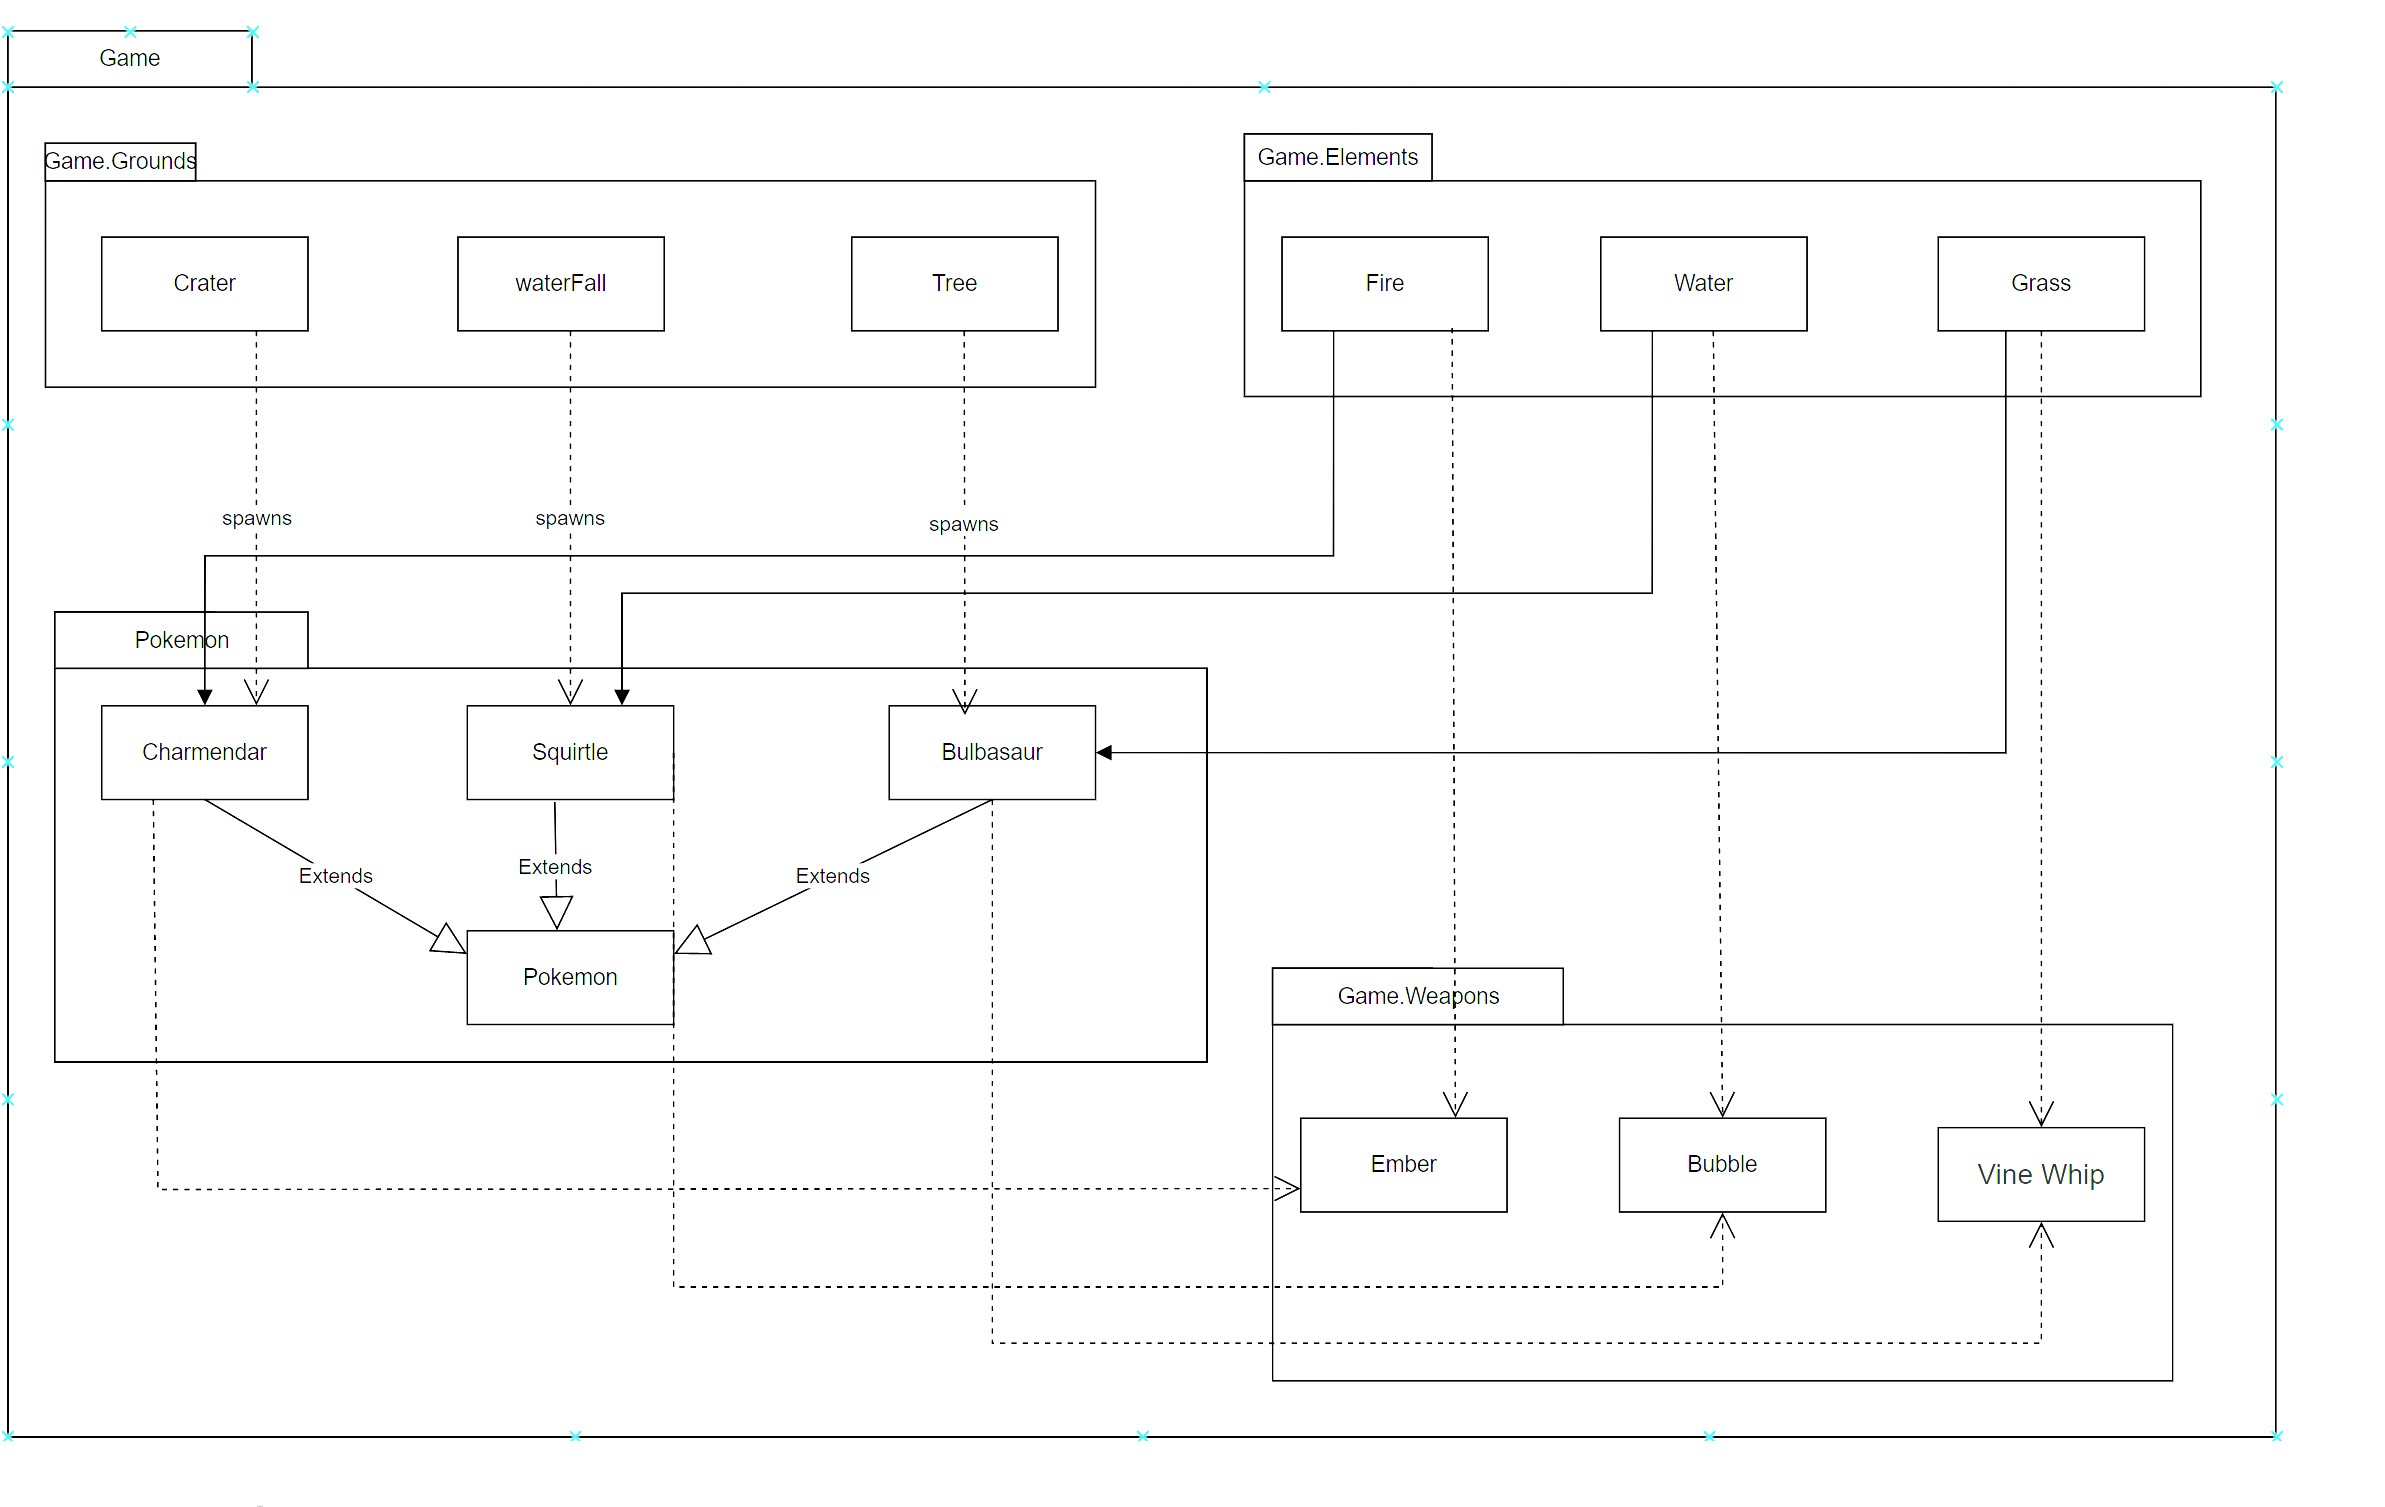 Game
Game.Grounds
Game.Elements
Crater
waterFall
Tree
Fire
Water
Grass
spawns
spawns
spawns
Pokemon
Charmendar
Squirtle
Bulbasaur
Extends
Extends
Extends
Pokemon
Game.Weapons
Ember
Bubble
Vine Whip